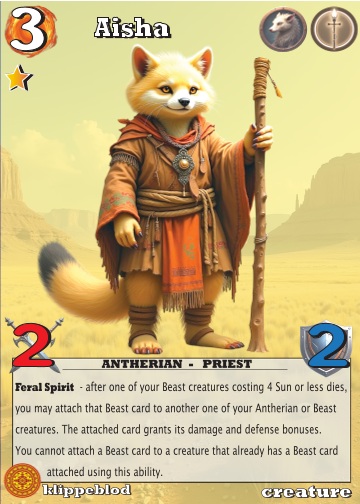 3
Aisha
2
2
ANTHERIAN - PRIEST
Feral Spirit - after one of your Beast creatures costing 4 Sun or less dies,
you may attach that Beast card to another one of your Antherian or Beast
creatures. The attached card grants its damage and defense bonuses.
You cannot attach a Beast card to a creature that already has a Beast card
attached using this ability.
klippeblod
creature